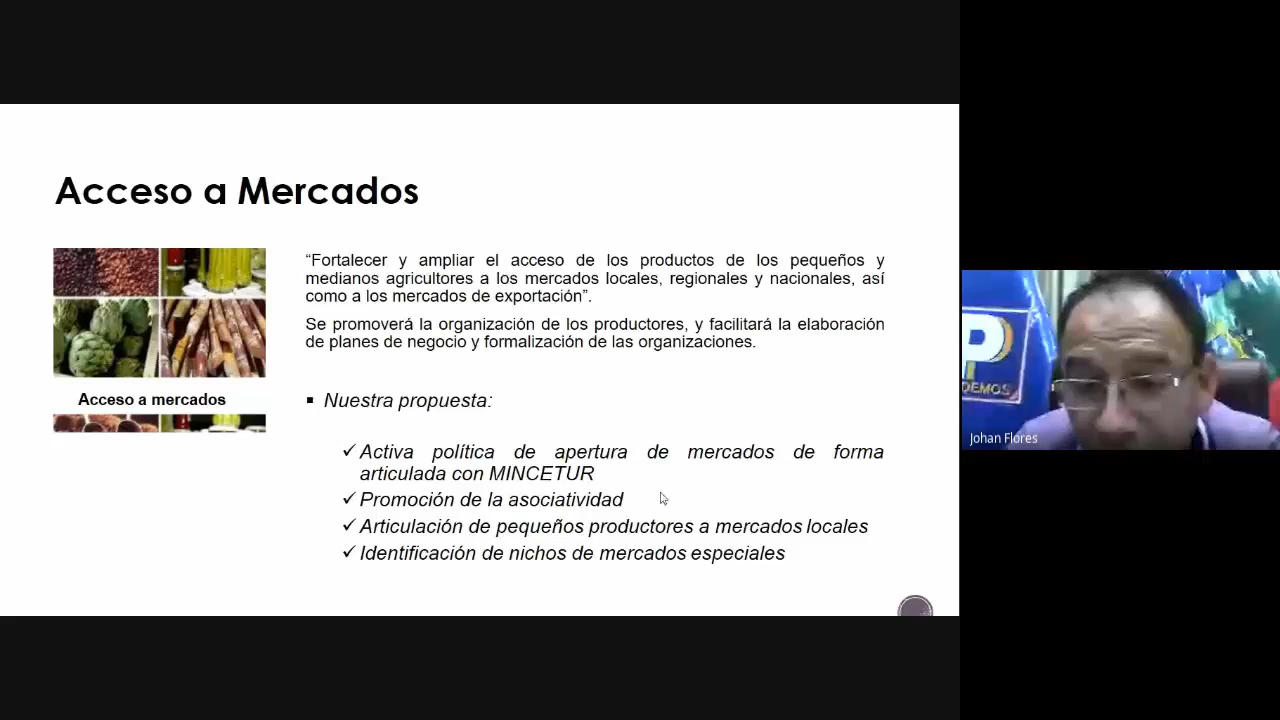 Acceso a Mercados
“Fortalecer y ampliar el acceso de los productos de los pequeños y
medianos agricultores a los mercados locales, regionales y nacionales, así
como a los mercados de exportación”.
Se promoverá la organización de los productores, y facilitará la elaboración
de planes de negocio y formalización de las organizaciones.
Acceso a mercados
▪ Nuestra propuesta:
✓ Activa política de apertura de mercados de forma
articulada con MINCETUR
✓ Promoción de la asociatividad
✓ Articulación de pequeños productores a mercados locales
✓ Identificación de nichos de mercados especiales
P
DEMOS
Johan Flores